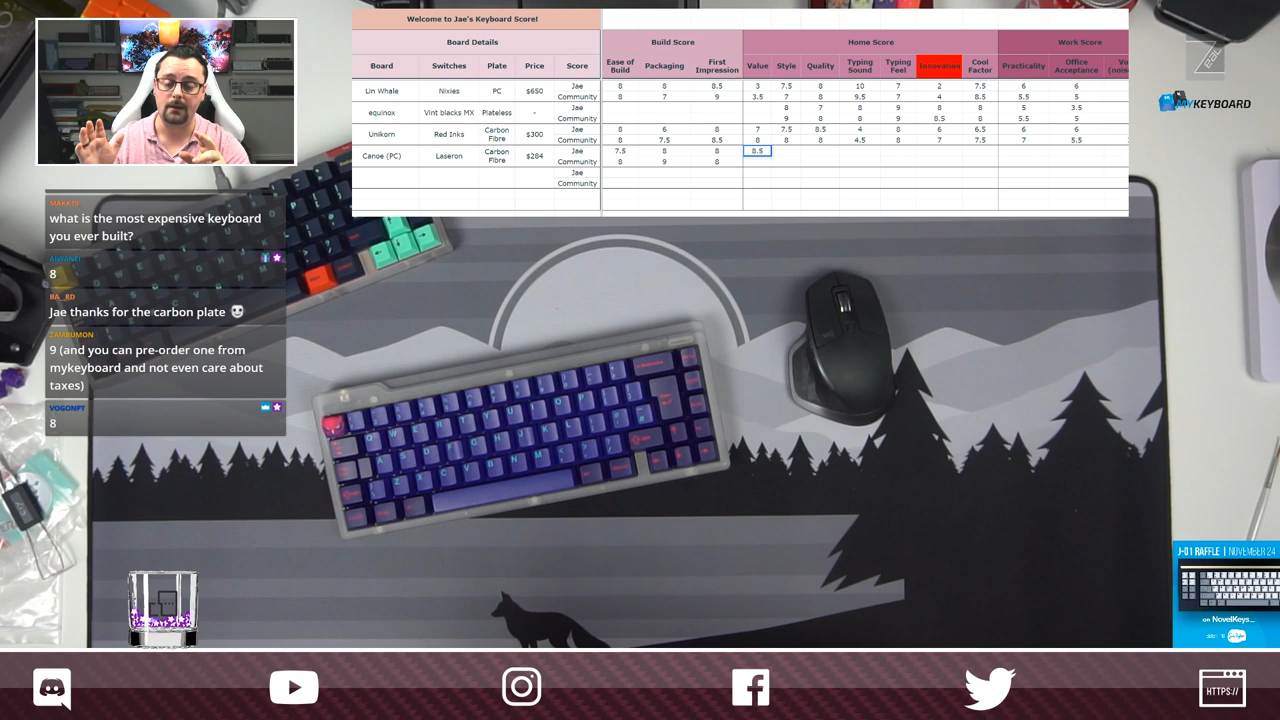 Welcome to Jae's Keyboard Score!
Board Details Build Score Home Score Work Score
Board Switches Plate Price Score Ease of Build Packaging First Impression Value Style Quality Typing Sound Typing Feel Innovation Cool Factor Practicality Office Acceptance
Lin Whale Nixies PC $650 Jae 8 8 8.5 3 7.5 8 10 7 2 7.5 6 6
Community 8 7 9 3.5 7 8 9.5 7 4 8.5 5.5 5
equinox Vint blacks MX Plateless - Jae 8 7 8 9 8 8 5 3.5
Community 9 8 8 9 8.5 8 5.5 5
Unikorn Red Inks Carbon Fibre $300 Jae 8 6 8 7 7.5 8.5 4 8 6 6.5 6 6
Community 8 7.5 8.5 8 8 8 4.5 8 7 7.5 7 5.5
Canoe (PC) Laseron Carbon Fibre $284 Jae 7.5 8 8 8.5
Community 8 9 8
Jae
Community
MYKEYBOARD
what is the most expensive keyboard
you ever built?
8
BA_RD
Jae thanks for the carbon plate
ZAMBUMON
9 (and you can pre-order one from
mykeyboard and not even care about
taxes)
VOGONPT
8
J-01 RAFFLE | NOVEMBER 24
on NovelKeys...
HTTPS://